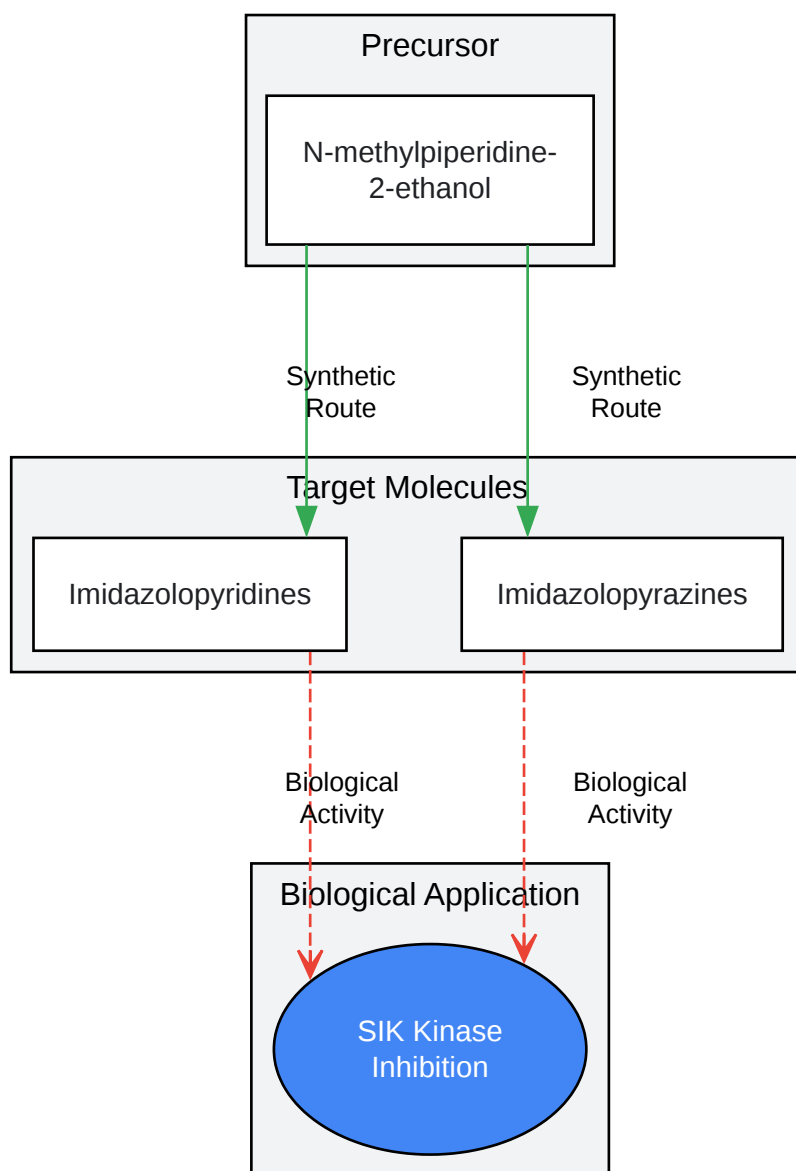 Precursor
N-methylpiperidine-
2-ethanol
Synthetic
Route
Synthetic
Route
Target Molecules
Imidazolopyridines
Imidazolopyrazines
Biological
Activity
Biological
Activity
Biological Application
SIK Kinase
Inhibition